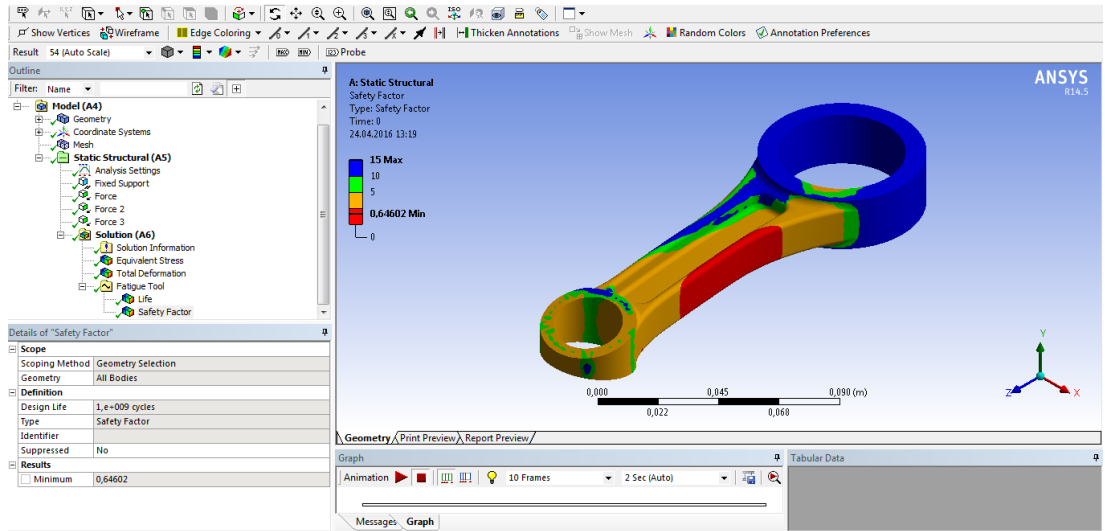 Show Vertices Wireframe Edge Coloring Thicken Annotations Show Mesh Random Colors Annotation Preferences
Result 54 (Auto Scale) MAX MIN Probe
Outline
Filter: Name
Model (A4)
Geometry
Coordinate Systems
Mesh
Static Structural (A5)
Analysis Settings
Fixed Support
Force
Force 2
Force 3
Solution (A6)
Solution Information
Equivalent Stress
Total Deformation
Fatigue Tool
Life
Safety Factor
Details of "Safety Factor"
Scope
Scoping Method Geometry Selection
Geometry All Bodies
Definition
Design Life 1,e+009 cycles
Type Safety Factor
Identifier
Suppressed No
Results
Minimum 0,64602
A: Static Structural
Safety Factor
Type: Safety Factor
Time: 0
24.04.2016 13:19
15 Max
10
5
0,64602 Min
0
ANSYS
R14.5
Y
Z X
0,000 0,045 0,090 (m)
0,022 0,068
Geometry Print Preview Report Preview
Graph
Animation 10 Frames 2 Sec (Auto)
Messages Graph
Tabular Data